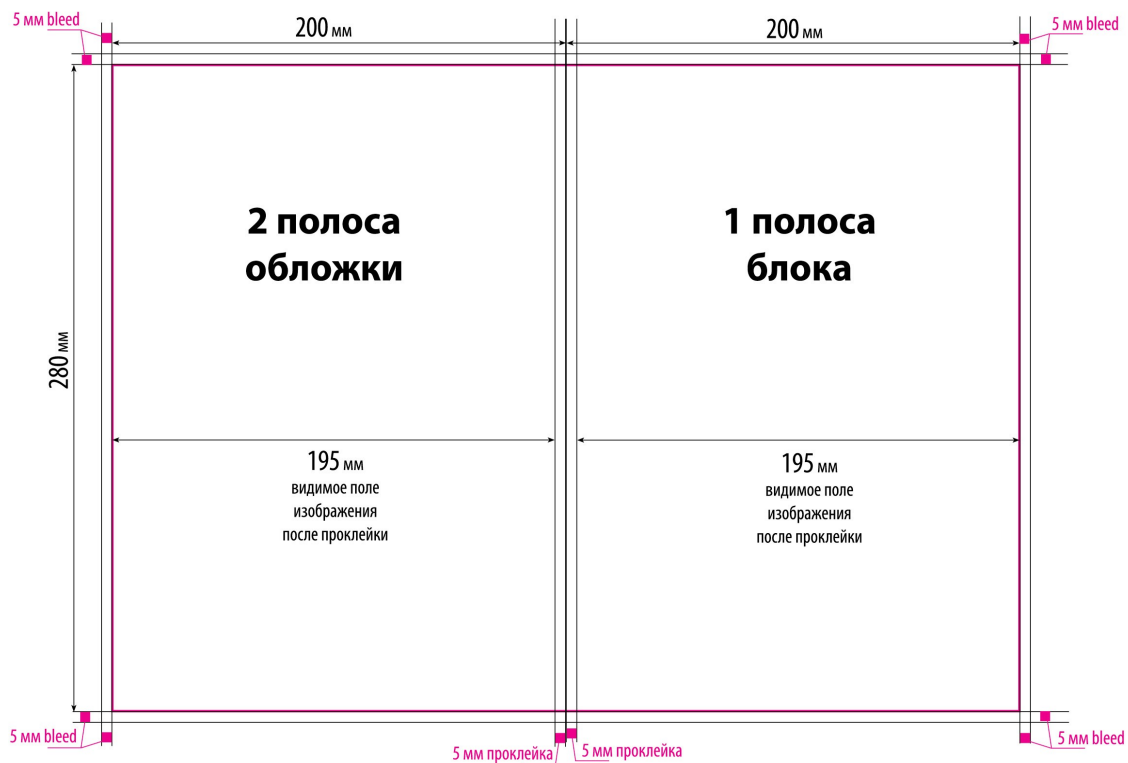 5 мм bleed
200 мм
200 мм
5 мм bleed
2 полоса
обложки
1 полоса
блока
280 мм
195 мм
видимое поле
изображения
после проклейки
195 мм
видимое поле
изображения
после проклейки
5 мм bleed
5 мм проклейка
5 мм проклейка
5 мм bleed